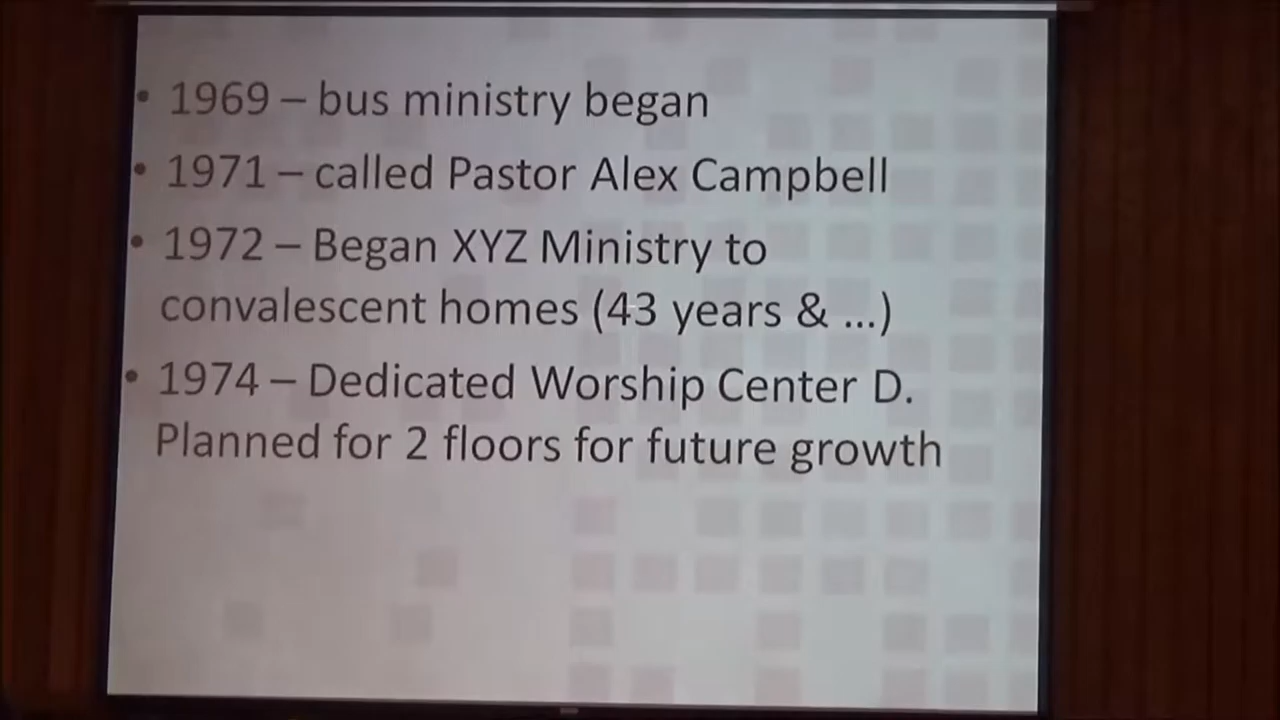 • 1969 – bus ministry began
• 1971 – called Pastor Alex Campbell
• 1972 – Began XYZ Ministry to
convalescent homes (43 years & ...)
• 1974 – Dedicated Worship Center D.
Planned for 2 floors for future growth